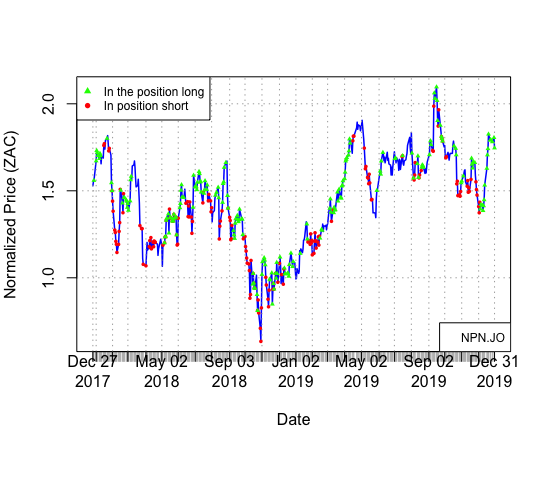 In the position long
In position short
Normalized Price (ZAC)
2.0
1.5
1.0
NPN.JO
Dec 27 May 02 Sep 03 Jan 02 May 02 Sep 02 Dec 31
2017 2018 2018 2019 2019 2019 2019
Date